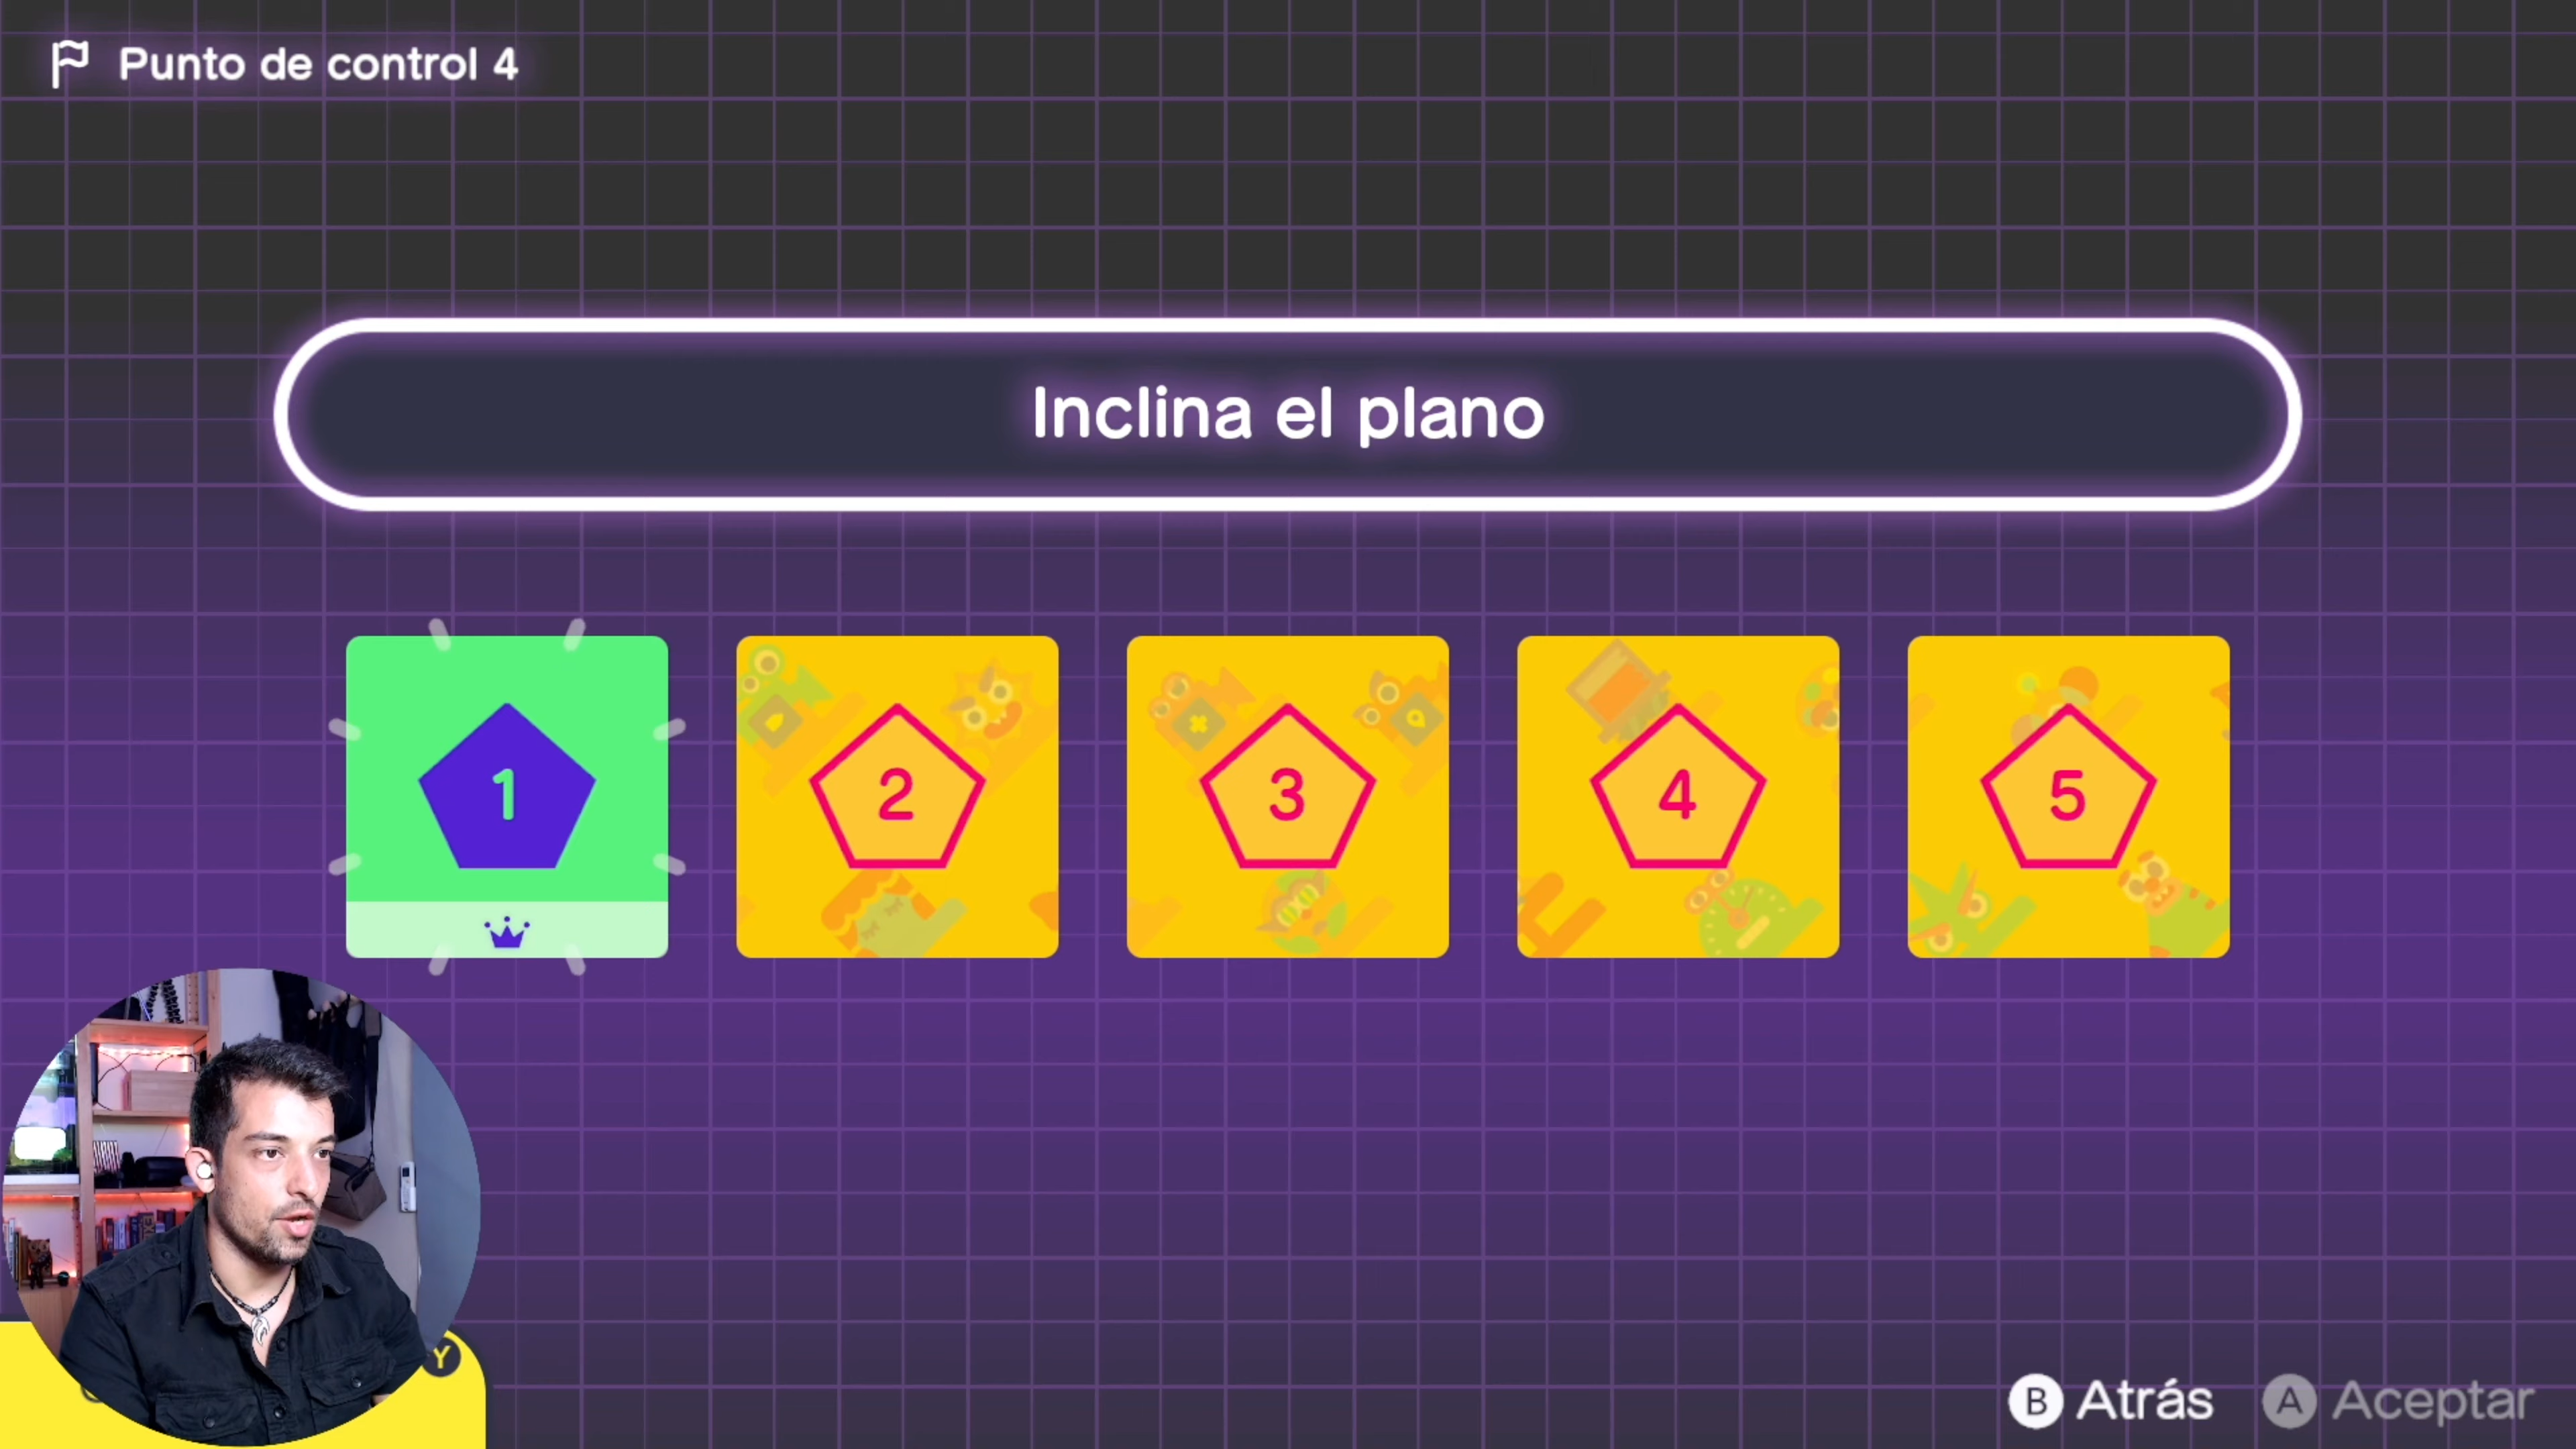 Punto de control 4
Inclina el plano
1
2
3
4
5
Y
B Atrás
A Aceptar